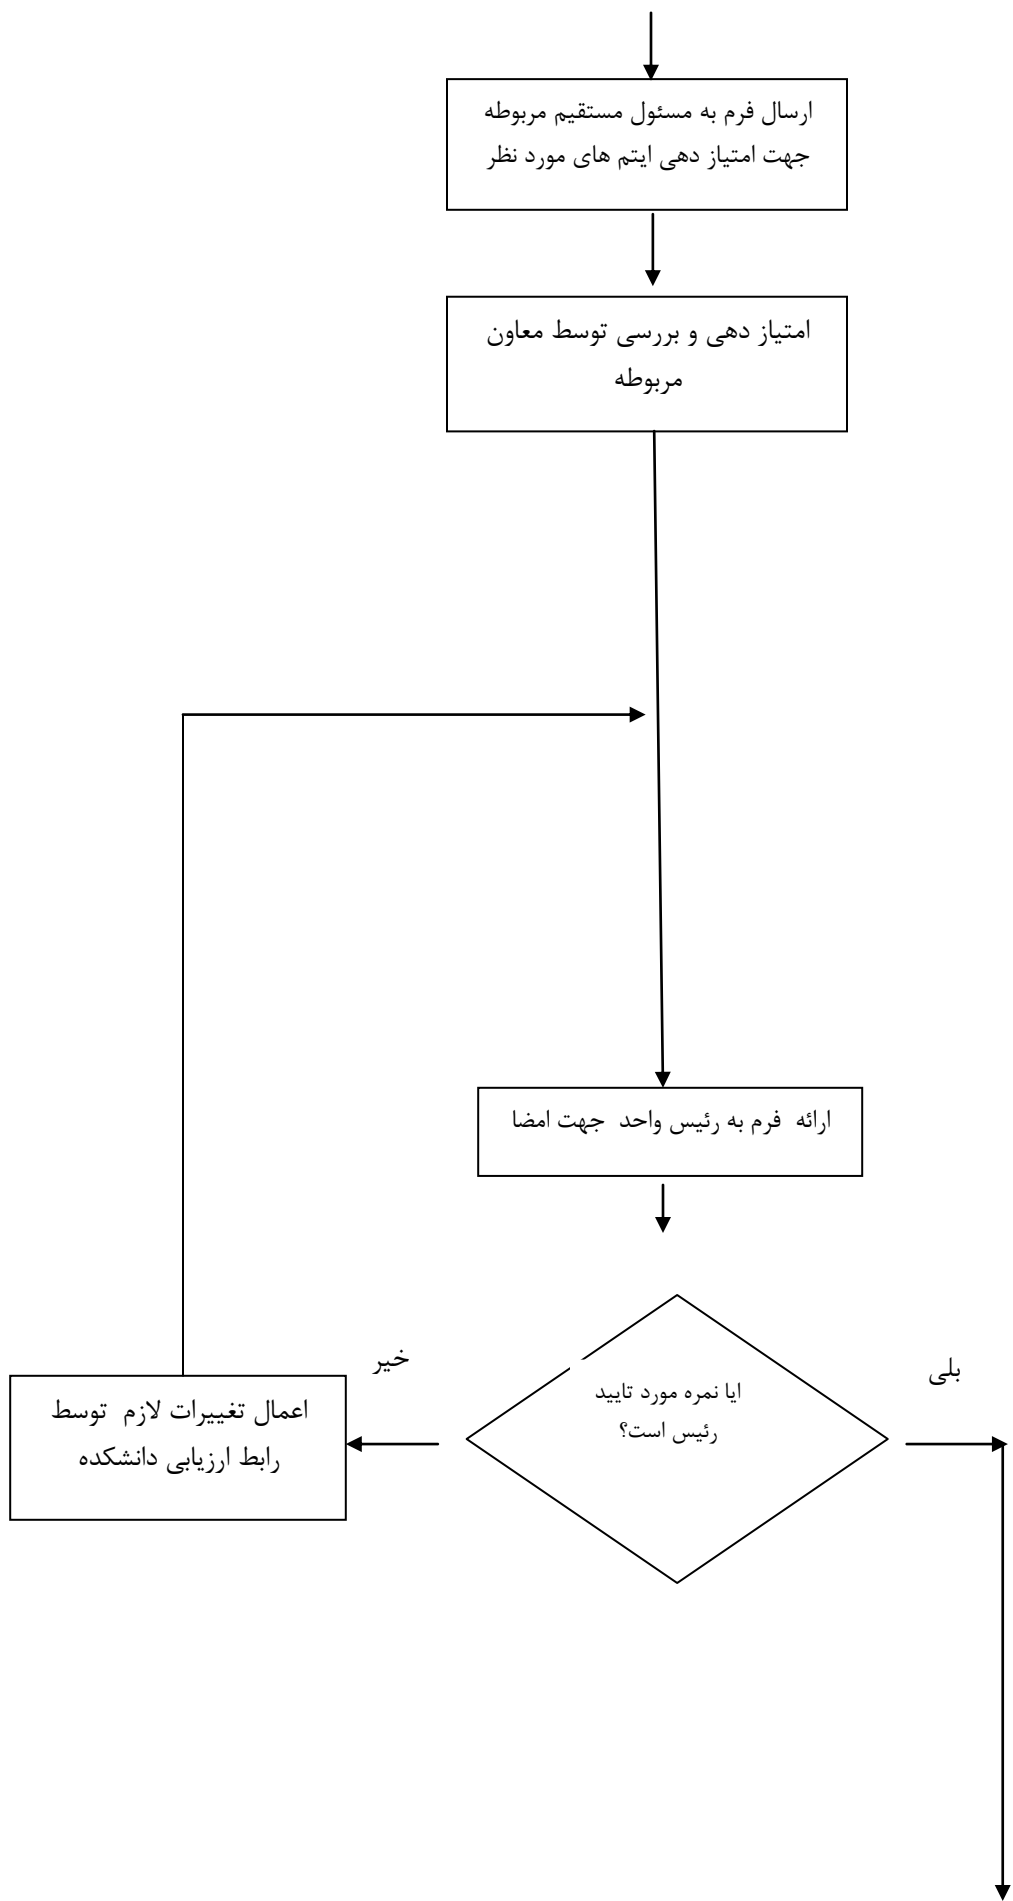 ارسال فرم به مسئول مستقیم مربوطه
جهت امتیاز دهی ایتم های مورد نظر
امتیاز دهی و بررسی توسط معاون
مربوطه
ارائه فرم به رئیس واحد جهت امضا
ایا نمره مورد تایید
رئیس است؟
بلی
خیر
اعمال تغییرات لازم توسط
رابط ارزیابی دانشکده